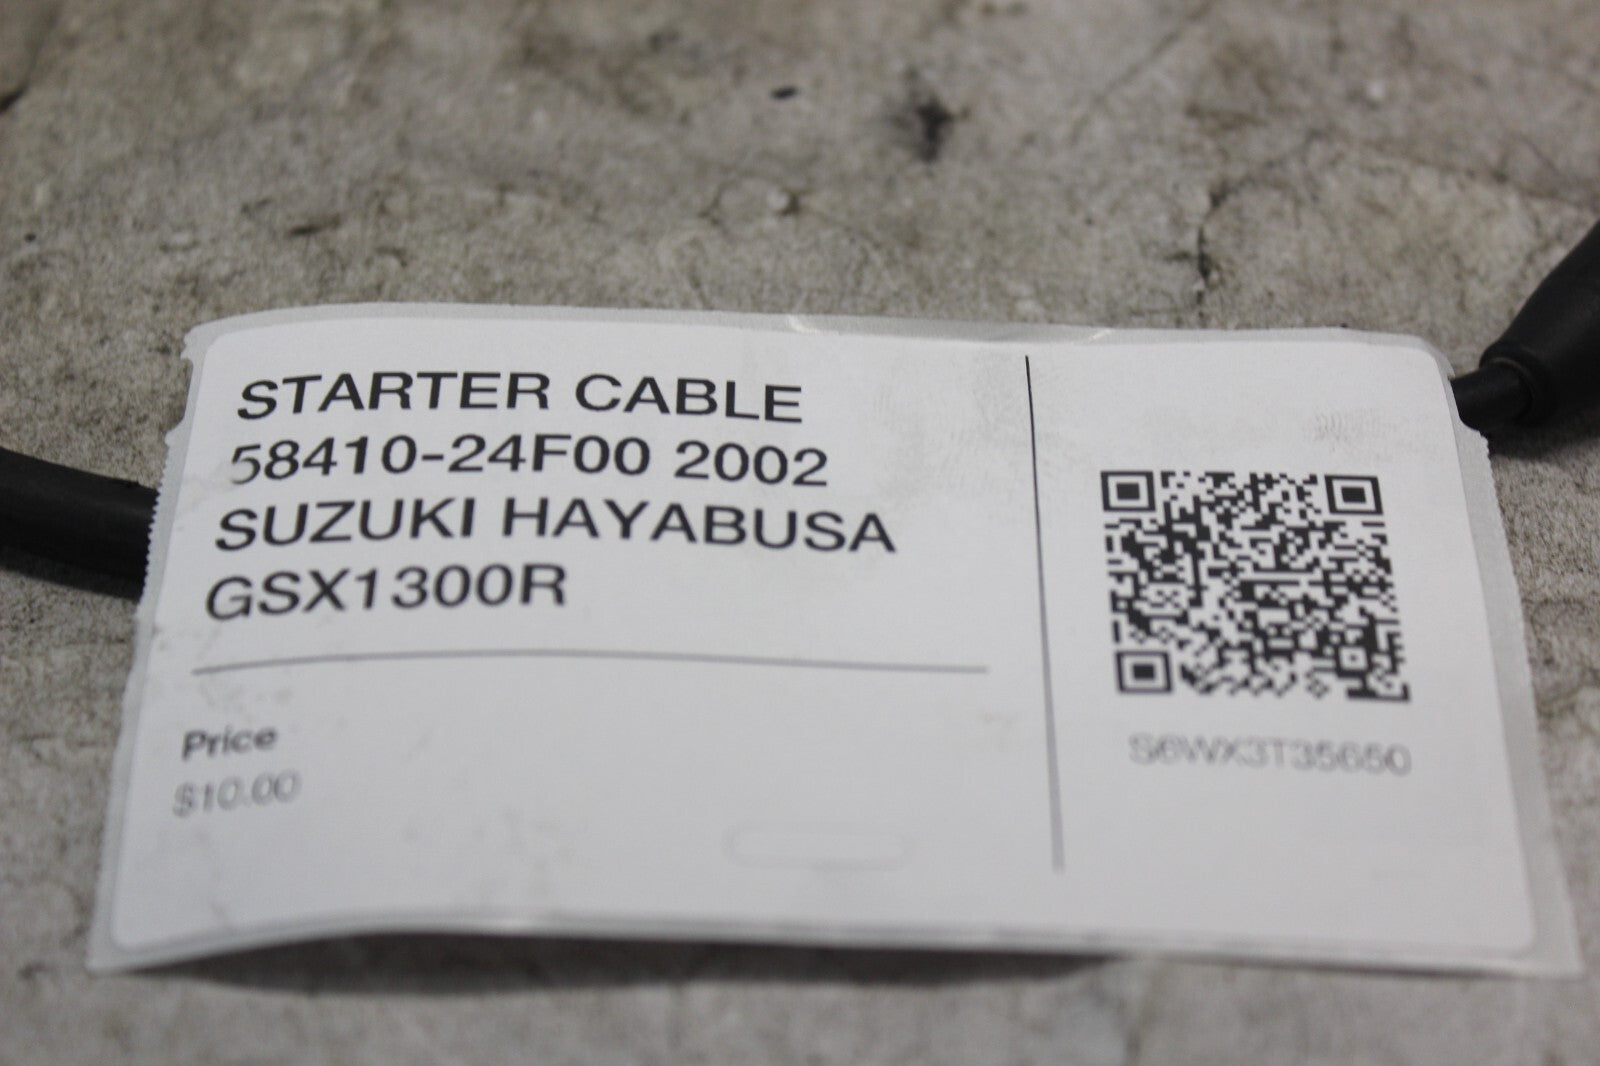 STARTER CABLE
58410-24F00 2002
SUZUKI HAYABUSA
GSX1300R
Price
$10.00
S6WX3T35650